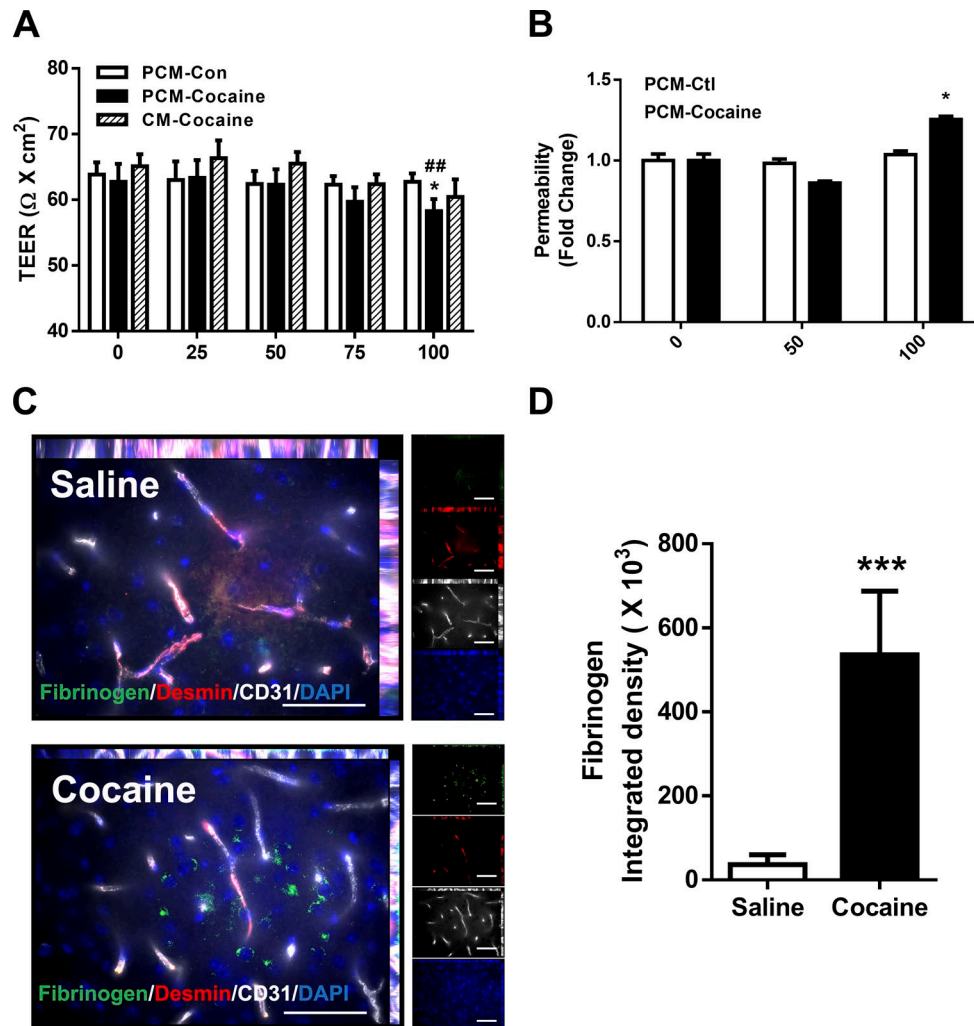 A
TEER (Ω X cm²)
70
60
50
40
PCM-Con
PCM-Cocaine
CM-Cocaine
##
*
0 25 50 75 100
B
Permeability
(Fold Change)
1.5
1.0
0.5
0.0
PCM-Ctl
PCM-Cocaine
*
0 50 100
C
Saline
Fibrinogen/Desmin/CD31/DAPI
Cocaine
Fibrinogen/Desmin/CD31/DAPI
D
Fibrinogen
Integrated density ( X 10³)
800
600
400
200
0
***
Saline Cocaine